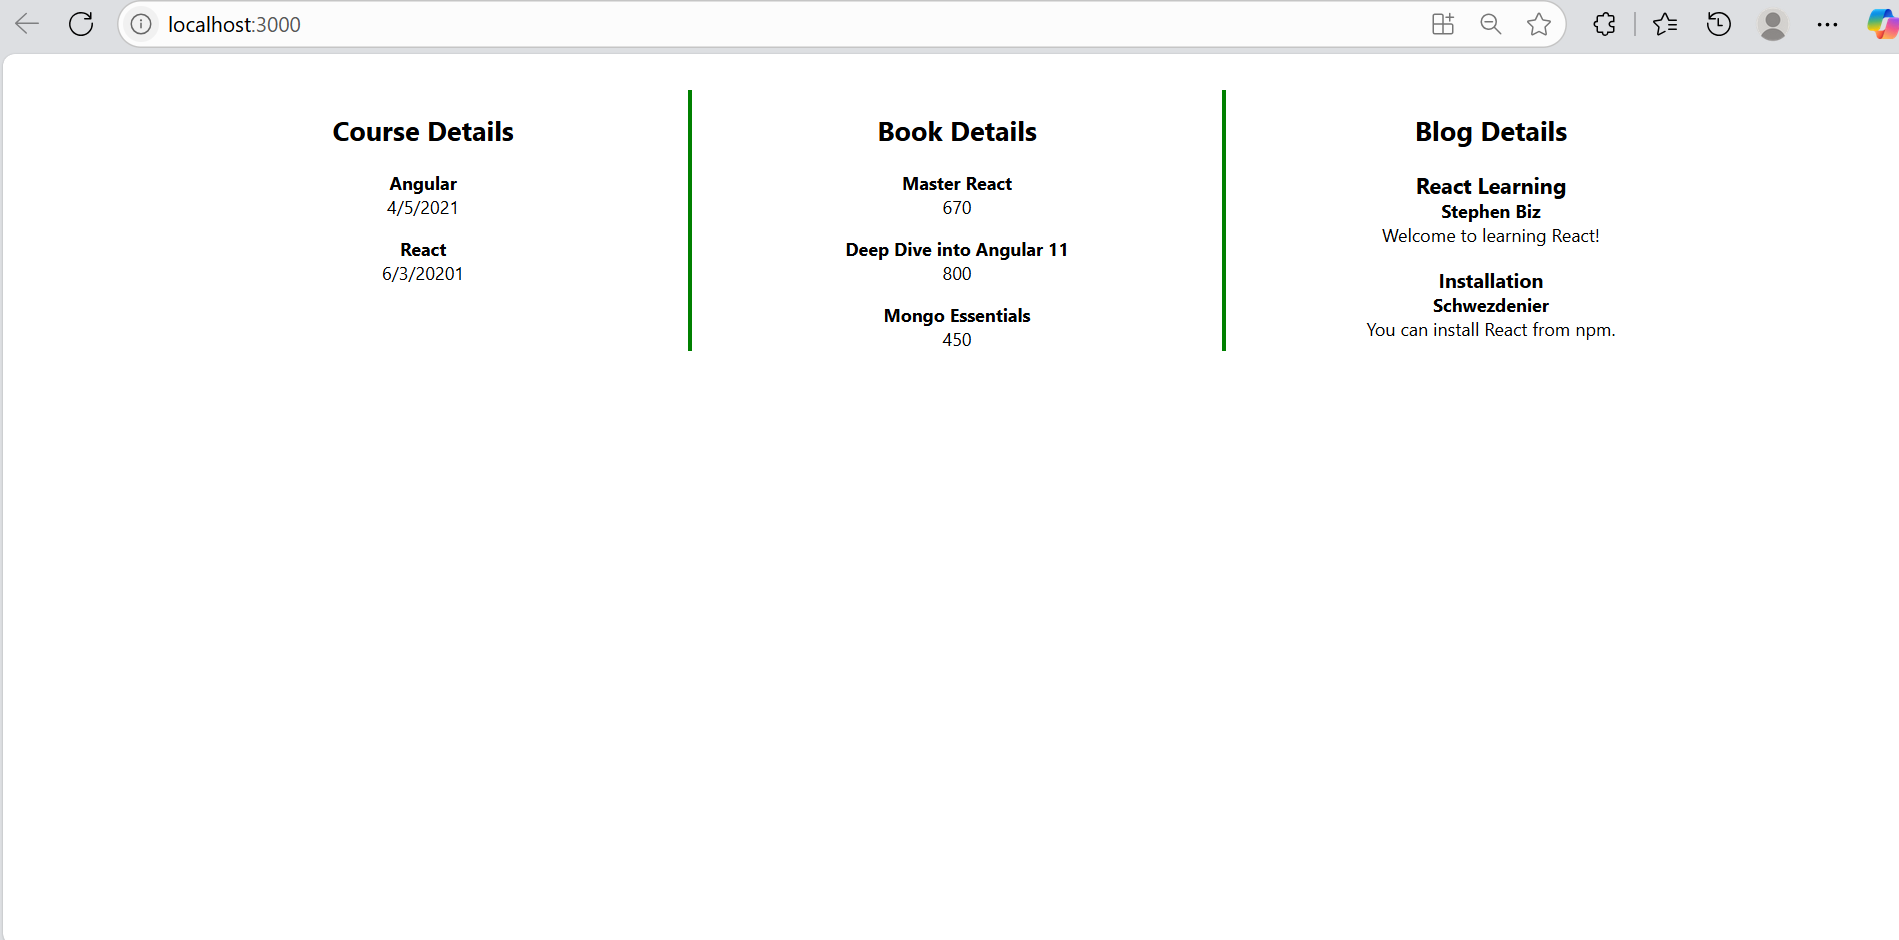 localhost:3000
Course Details
Angular
4/5/2021
React
6/3/20201
Book Details
Master React
670
Deep Dive into Angular 11
800
Mongo Essentials
450
Blog Details
React Learning
Stephen Biz
Welcome to learning React!
Installation
Schwezdenier
You can install React from npm.